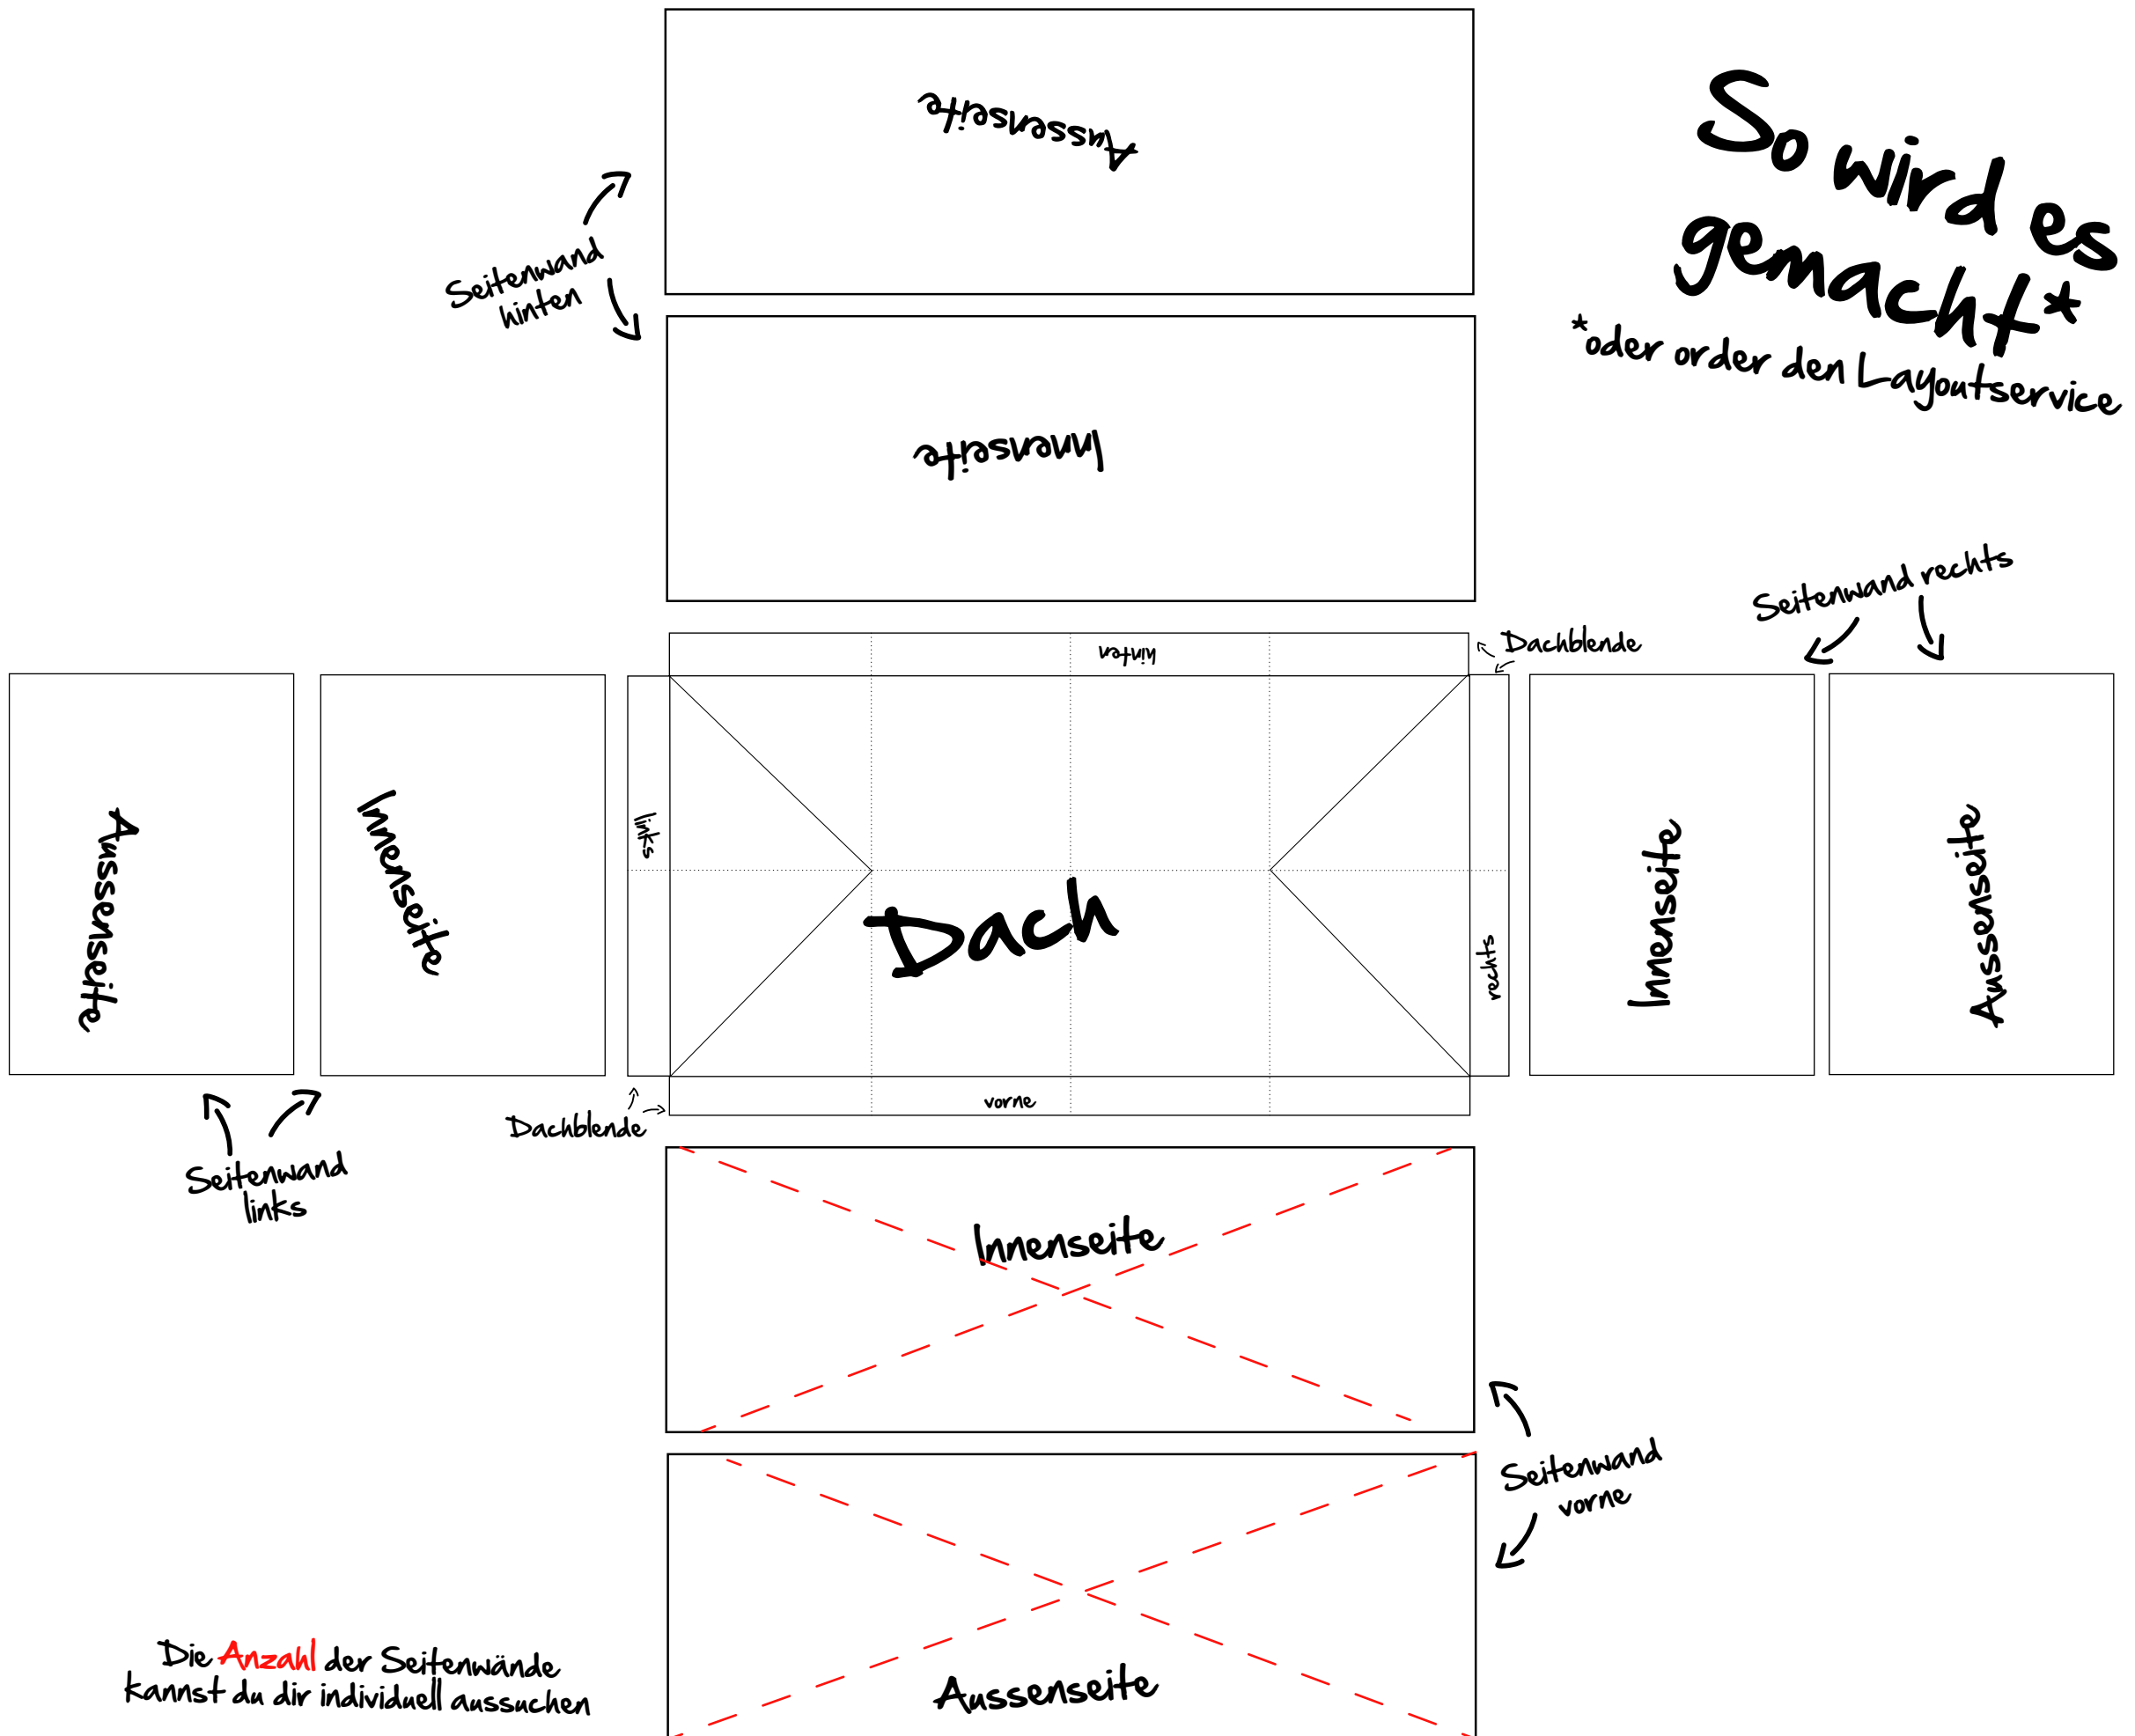 Aussenseite
So wird es
gemacht*
*oder order den Layoutservice
Seitenwand
hinten
Innenseite
Seitenwand rechts
hinten
Dachblende
Aussenseite
Innenseite
links
Dach
rechts
Innenseite
Aussenseite
vorne
Dachblende
Seitenwand
links
Innenseite
Seitenwand
vorne
Aussenseite
Die Anzahl der Seitenwände
kannst du dir individuell aussuchen